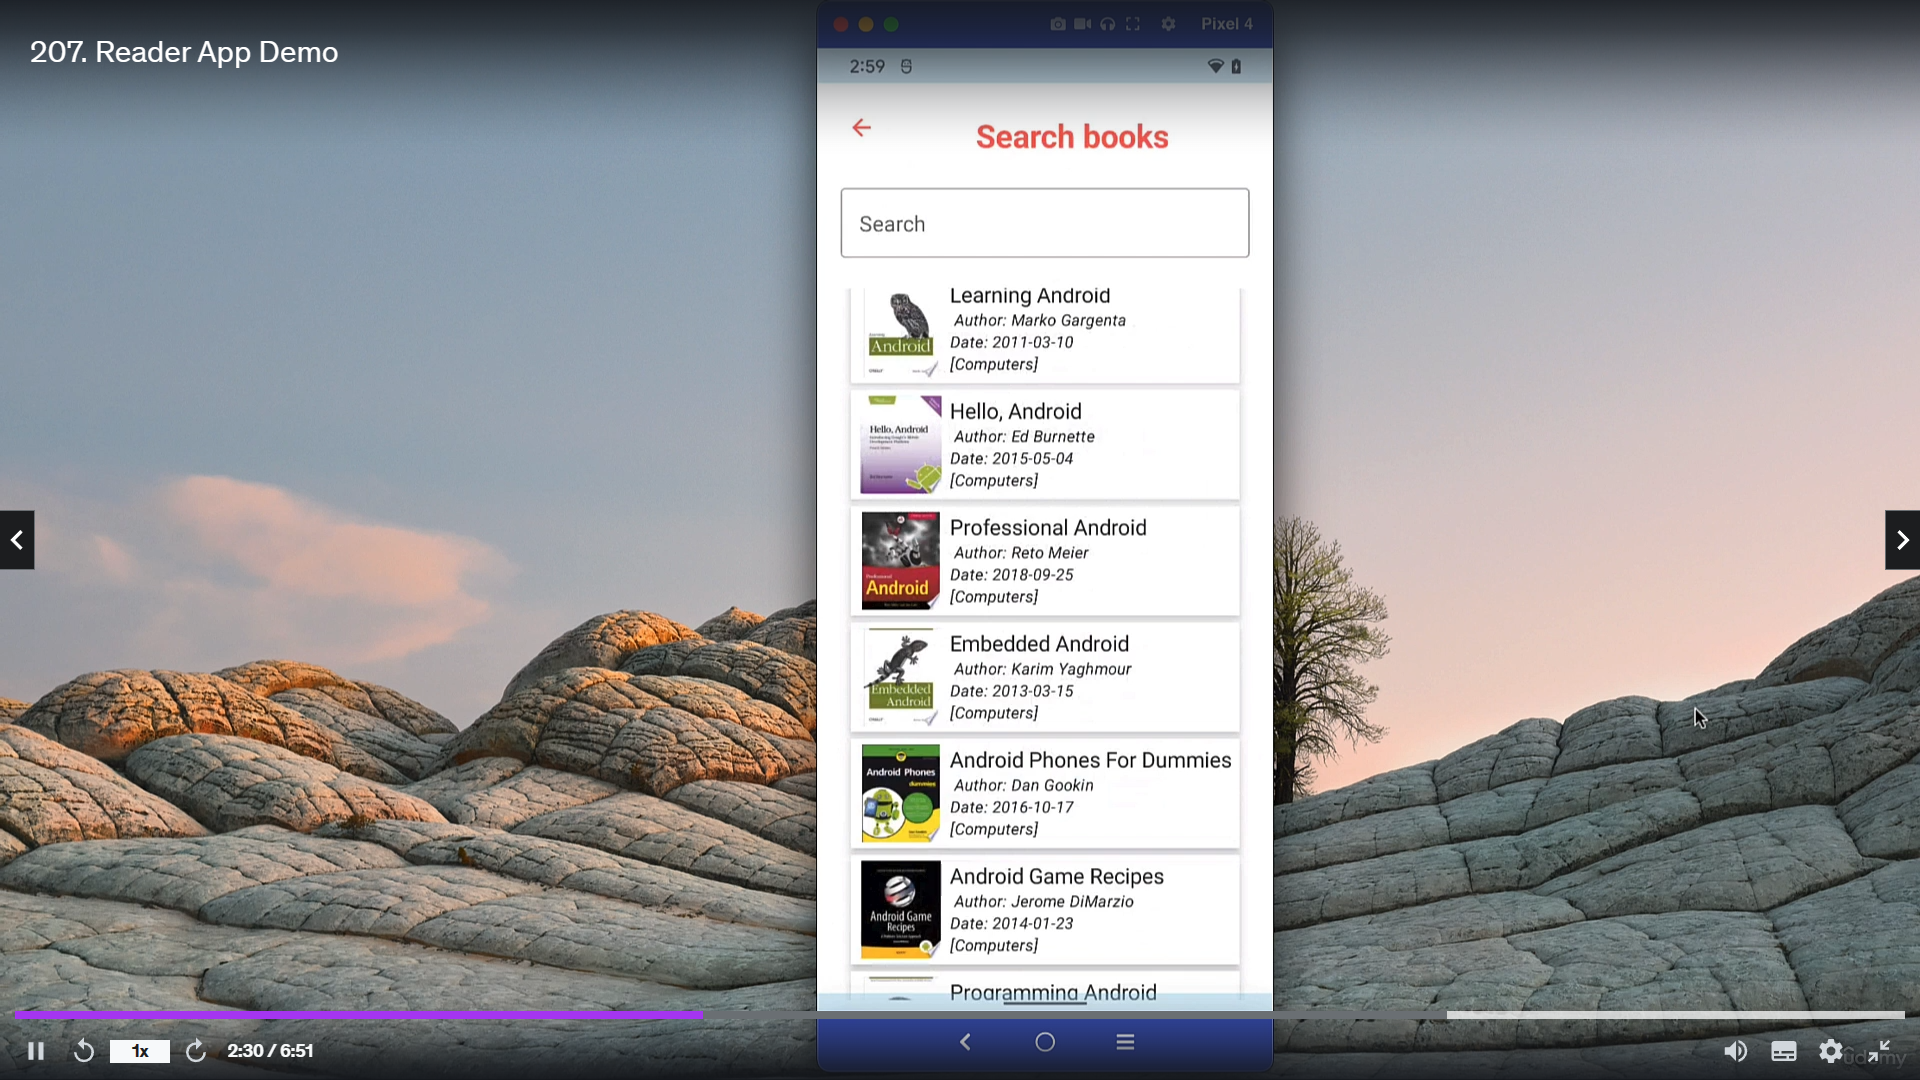 207. Reader App Demo
Pixel 4
2:59
Search books
Search
Learning Android
Author: Marko Gargenta
Date: 2011-03-10
[Computers]
Android
Hello, Android
Author: Ed Burnette
Date: 2015-05-04
[Computers]
Hello, Android
Professional Android
Author: Reto Meier
Date: 2018-09-25
[Computers]
Professional
Android
Embedded Android
Author: Karim Yaghmour
Date: 2013-03-15
[Computers]
Embedded
Android
Android Phones For Dummies
Author: Dan Gookin
Date: 2016-10-17
[Computers]
Android Phones
dummies
Android Game Recipes
Author: Jerome DiMarzio
Date: 2014-01-23
[Computers]
Android Game
Recipes
Programming Android
1x
2:30 / 6:51
udemy